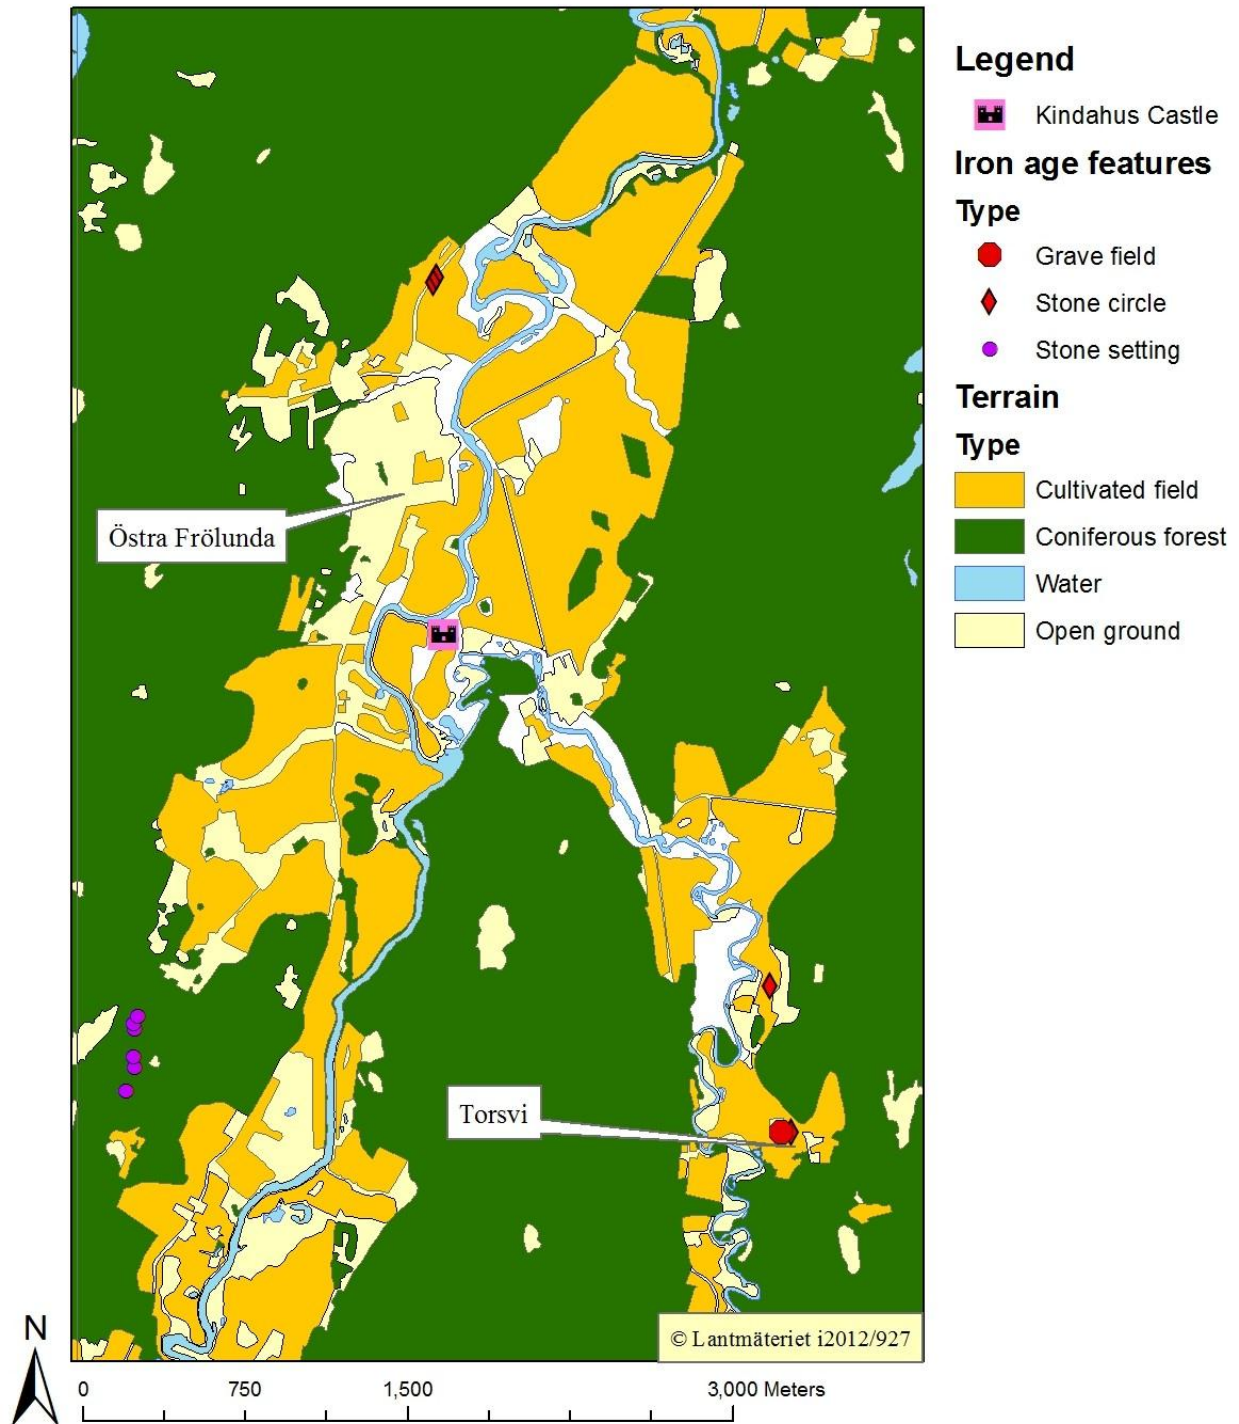 Legend
Kindahus Castle
Iron age features
Type
Grave field
Stone circle
Stone setting
Terrain
Type
Cultivated field
Coniferous forest
Water
Open ground
Östra Frölunda
Torsvi
© Lantmäteriet i2012/927
N
0 750 1,500 3,000 Meters